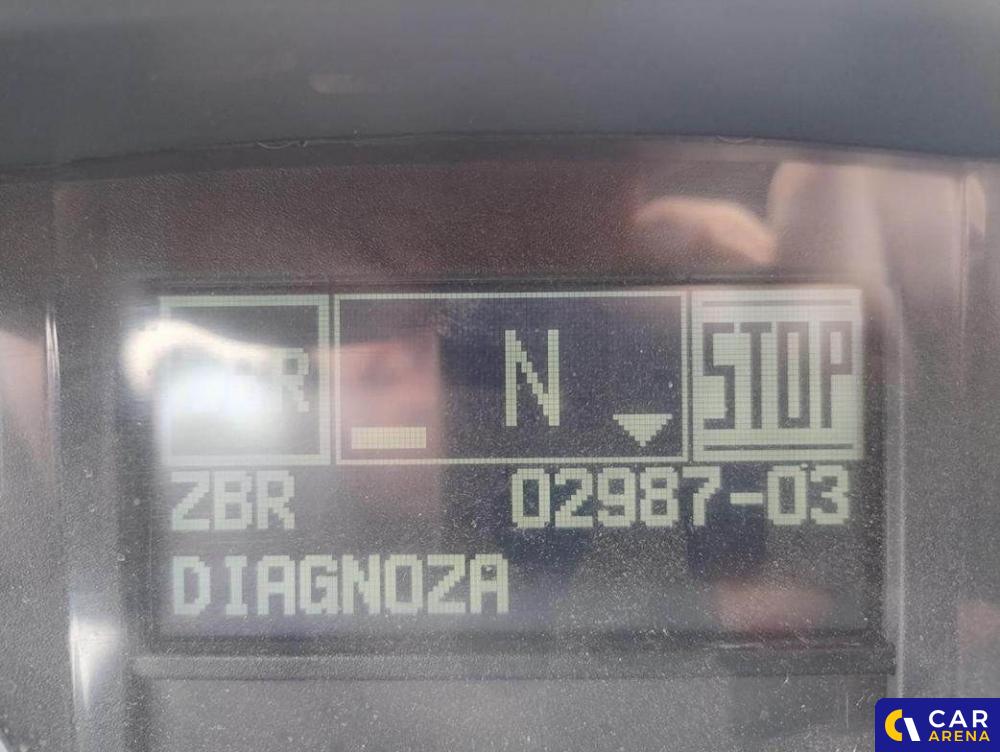 N STOP
ZBR 02987-03
DIAGNOZA
CAR
ARENA